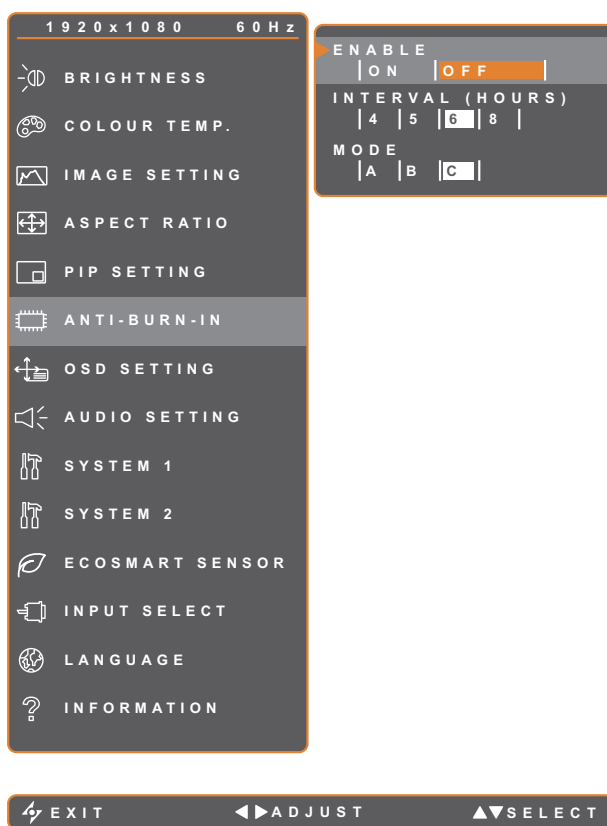 1920x1080 60Hz
BRIGHTNESS
COLOUR TEMP.
IMAGE SETTING
ASPECT RATIO
PIP SETTING
ANTI-BURN-IN
OSD SETTING
AUDIO SETTING
SYSTEM 1
SYSTEM 2
ECOSMART SENSOR
INPUT SELECT
LANGUAGE
INFORMATION
ENABLE
ON OFF
INTERVAL (HOURS)
4 5 6 8
MODE
A B C
EXIT ADJUST SELECT